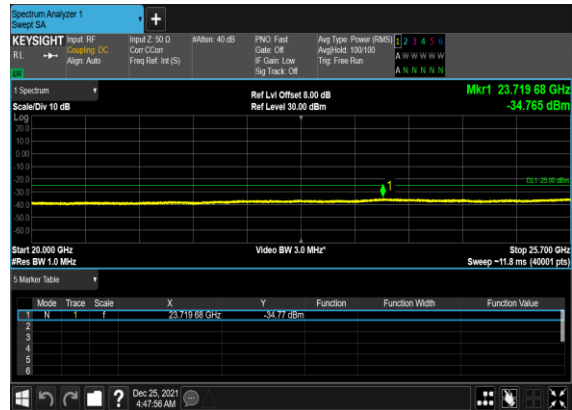 Spectrum Analyzer 1
Swept SA
+
KEYSIGHT Input: RF Input Z: 50 Ω #Atten: 40 dB PNO: Fast Avg Type: Power (RMS) 1 2 3 4 5 6
RL Coupling: DC Corr CCorr Gate: Off Avg|Hold: 100/100 A W W W W W
Align: Auto Freq Ref: Int (S) IF Gain: Low Trig: Free Run
Sig Track: Off A N N N N N
1 Spectrum Ref Lvl Offset 8.00 dB Mkr1 23.719 68 GHz
Scale/Div 10 dB Ref Level 30.00 dBm -34.765 dBm
Log
20.0
10.0
0.00
-10.0
-20.0
DL1 -25.00 dBm
-30.0
1
-40.0
-50.0
-60.0
Start 20.000 GHz Video BW 3.0 MHz* Stop 25.700 GHz
#Res BW 1.0 MHz Sweep ~11.8 ms (40001 pts)
5 Marker Table
Mode Trace Scale X Y Function Function Width Function Value
1 N 1 f 23.719 68 GHz -34.77 dBm
2
3
4
5
6
? Dec 25, 2021
4:47:56 AM